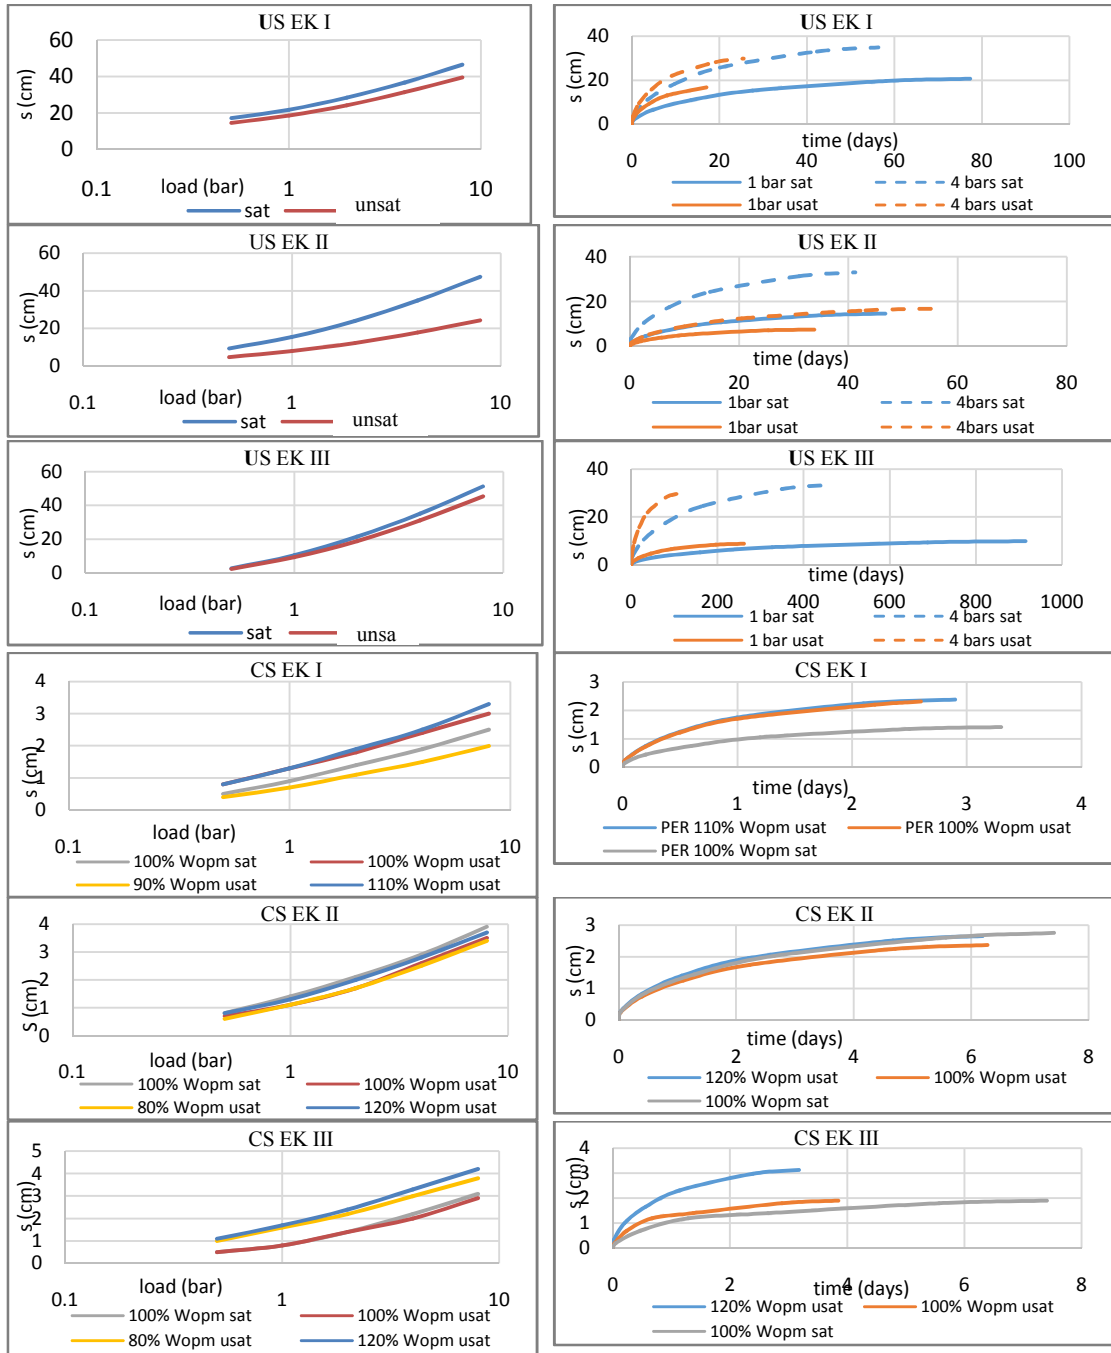 US EK I
60
40
20
0
s (cm)
0.1
1
10
load (bar)
sat
unsat
US EK I
40
20
0
s (cm)
time (days)
0
20
40
60
80
100
1 bar sat
4 bars sat
1bar usat
4 bars usat
US EK II
60
40
20
0
s (cm)
0.1
1
10
load (bar)
sat
unsat
US EK II
40
20
0
s (cm)
time (days)
0
20
40
60
80
1bar sat
4bars sat
1bar usat
4bars usat
US EK III
60
40
20
0
s (cm)
0.1
1
10
load (bar)
sat
unsa
US EK III
40
20
0
s (cm)
time (days)
0
200
400
600
800
1000
1 bar sat
4 bars sat
1 bar usat
4 bars usat
CS EK I
4
3
2
1
0
s (cm)
load (bar)
0.1
1
10
100% Wopm sat
100% Wopm usat
90% Wopm usat
110% Wopm usat
CS EK I
3
2
1
0
s (cm)
time (days)
0
1
2
3
4
PER 110% Wopm usat
PER 100% Wopm usat
PER 100% Wopm sat
CS EK II
4
3
2
1
0
S (cm)
load (bar)
0.1
1
10
100% Wopm sat
100% Wopm usat
80% Wopm usat
120% Wopm usat
CS EK II
3
2
1
0
s (cm)
time (days)
0
2
4
6
8
120% Wopm usat
100% Wopm usat
100% Wopm sat
CS EK III
5
4
3
2
1
0
s (cm)
load (bar)
0.1
1
10
100% Wopm sat
100% Wopm usat
80% Wopm usat
120% Wopm usat
CS EK III
4
3
2
1
0
s (cm)
time (days)
0
2
4
6
8
120% Wopm usat
100% Wopm usat
100% Wopm sat